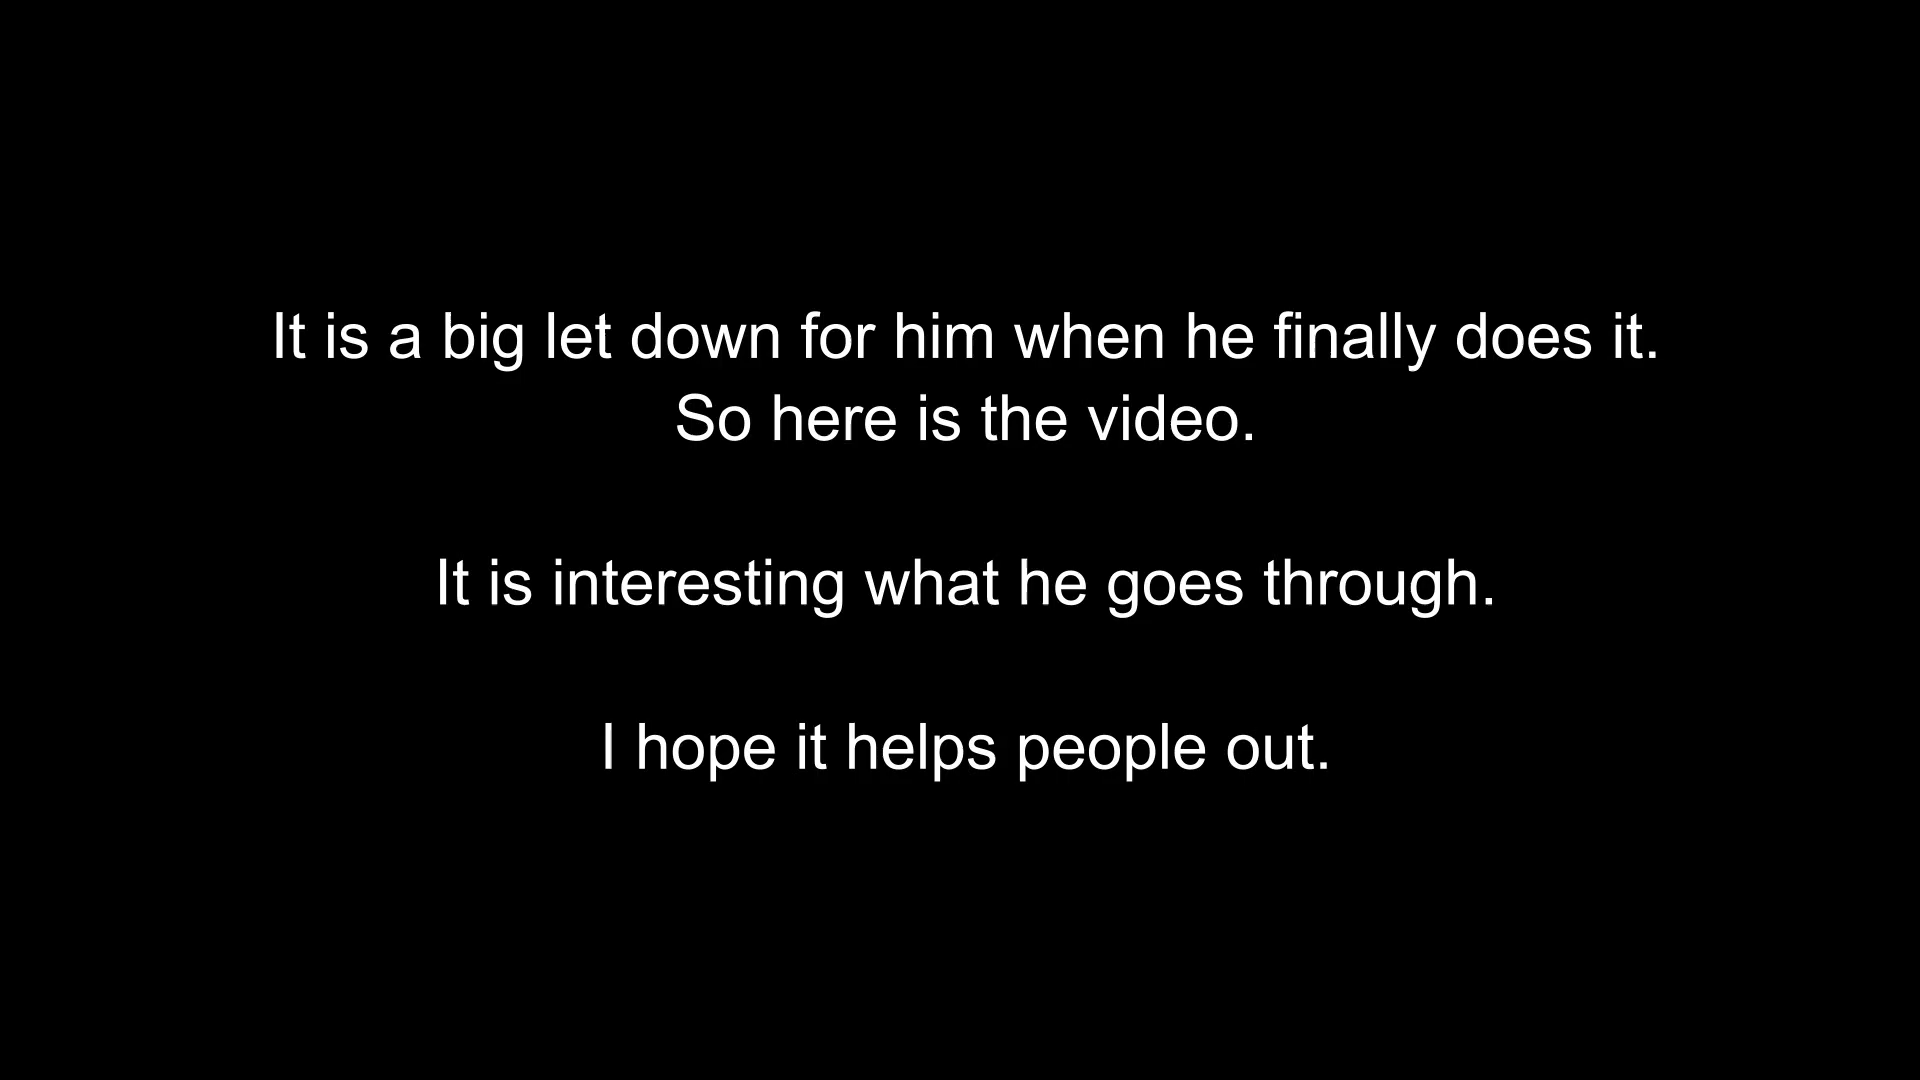 It is a big let down for him when he finally does it.
So here is the video.
It is interesting what he goes through.
I hope it helps people out.